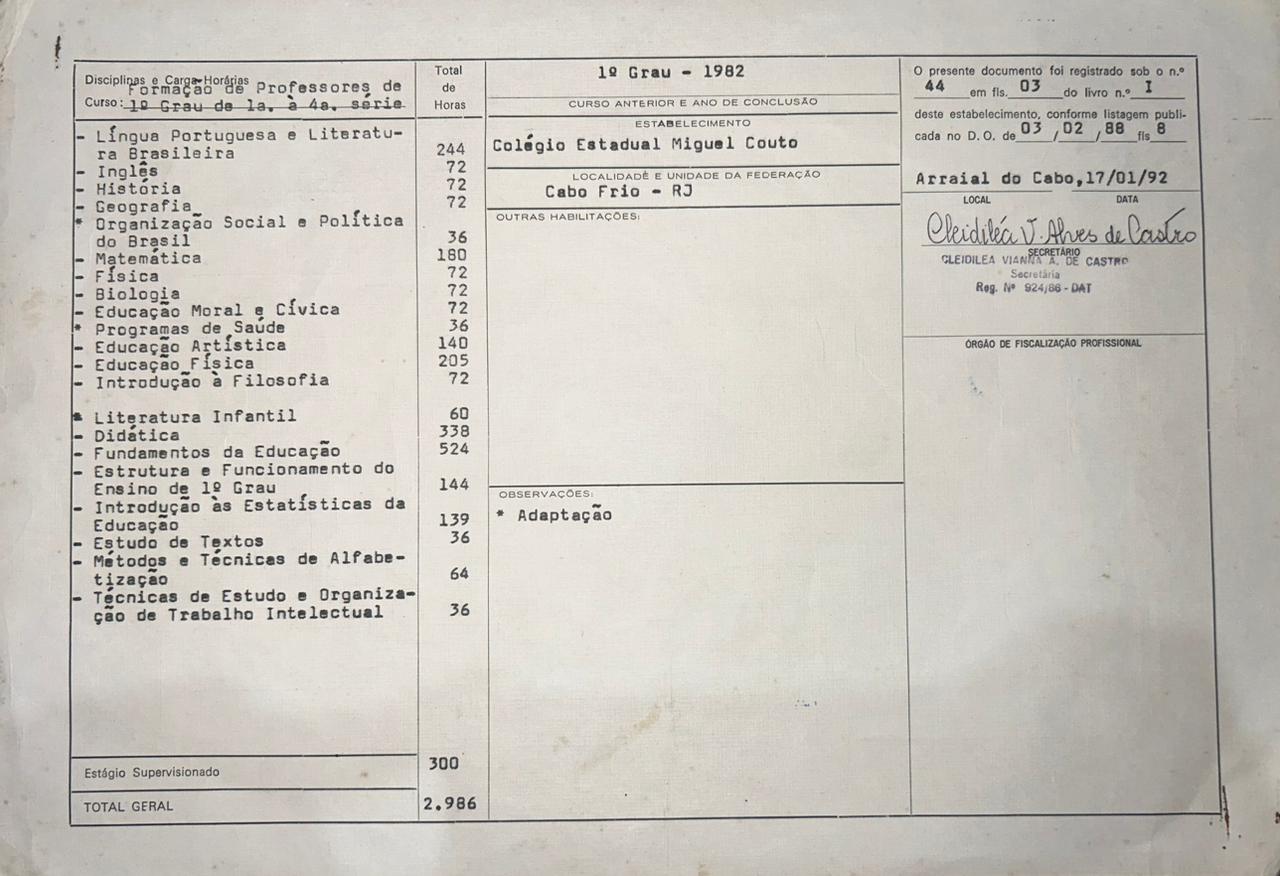 Disciplinas e Carga-Horárias
Formação de Professores de
Curso: 1º Grau de 1a. à 4a. série
Total
de
Horas
- Língua Portuguesa e Literatu-
ra Brasileira 244
- Inglês 72
- História 72
- Geografia 72
* Organização Social e Política
do Brasil 36
- Matemática 180
- Física 72
- Biologia 72
- Educação Moral e Cívica 72
* Programas de Saúde 36
- Educação Artística 140
- Educação Física 205
- Introdução à Filosofia 72
* Literatura Infantil 60
- Didática 338
- Fundamentos da Educação 524
- Estrutura e Funcionamento do
Ensino de 1º Grau 144
- Introdução às Estatísticas da
Educação 139
- Estudo de Textos 36
- Métodos e Técnicas de Alfabe-
tização 64
- Técnicas de Estudo e Organiza-
ção de Trabalho Intelectual 36
Estágio Supervisionado 300
TOTAL GERAL 2.986
1º Grau - 1982
CURSO ANTERIOR E ANO DE CONCLUSÃO
ESTABELECIMENTO
Colégio Estadual Miguel Couto
LOCALIDADE E UNIDADE DA FEDERAÇÃO
Cabo Frio - RJ
OUTRAS HABILITAÇÕES:
OBSERVAÇÕES:
* Adaptação
O presente documento foi registrado sob o n.º
44 em fls. 03 do livro n.º I
deste estabelecimento, conforme listagem publi-
cada no D. O. de 03 / 02 / 88 fls 8
Arraial do Cabo, 17/01/92
LOCAL DATA
Cleidiléa V. Alves de Castro
SECRETÁRIO
CLEIDILEA VIANNA A. DE CASTRO
Secretária
Reg. Nº 924/86 - DAT
ÓRGÃO DE FISCALIZAÇÃO PROFISSIONAL